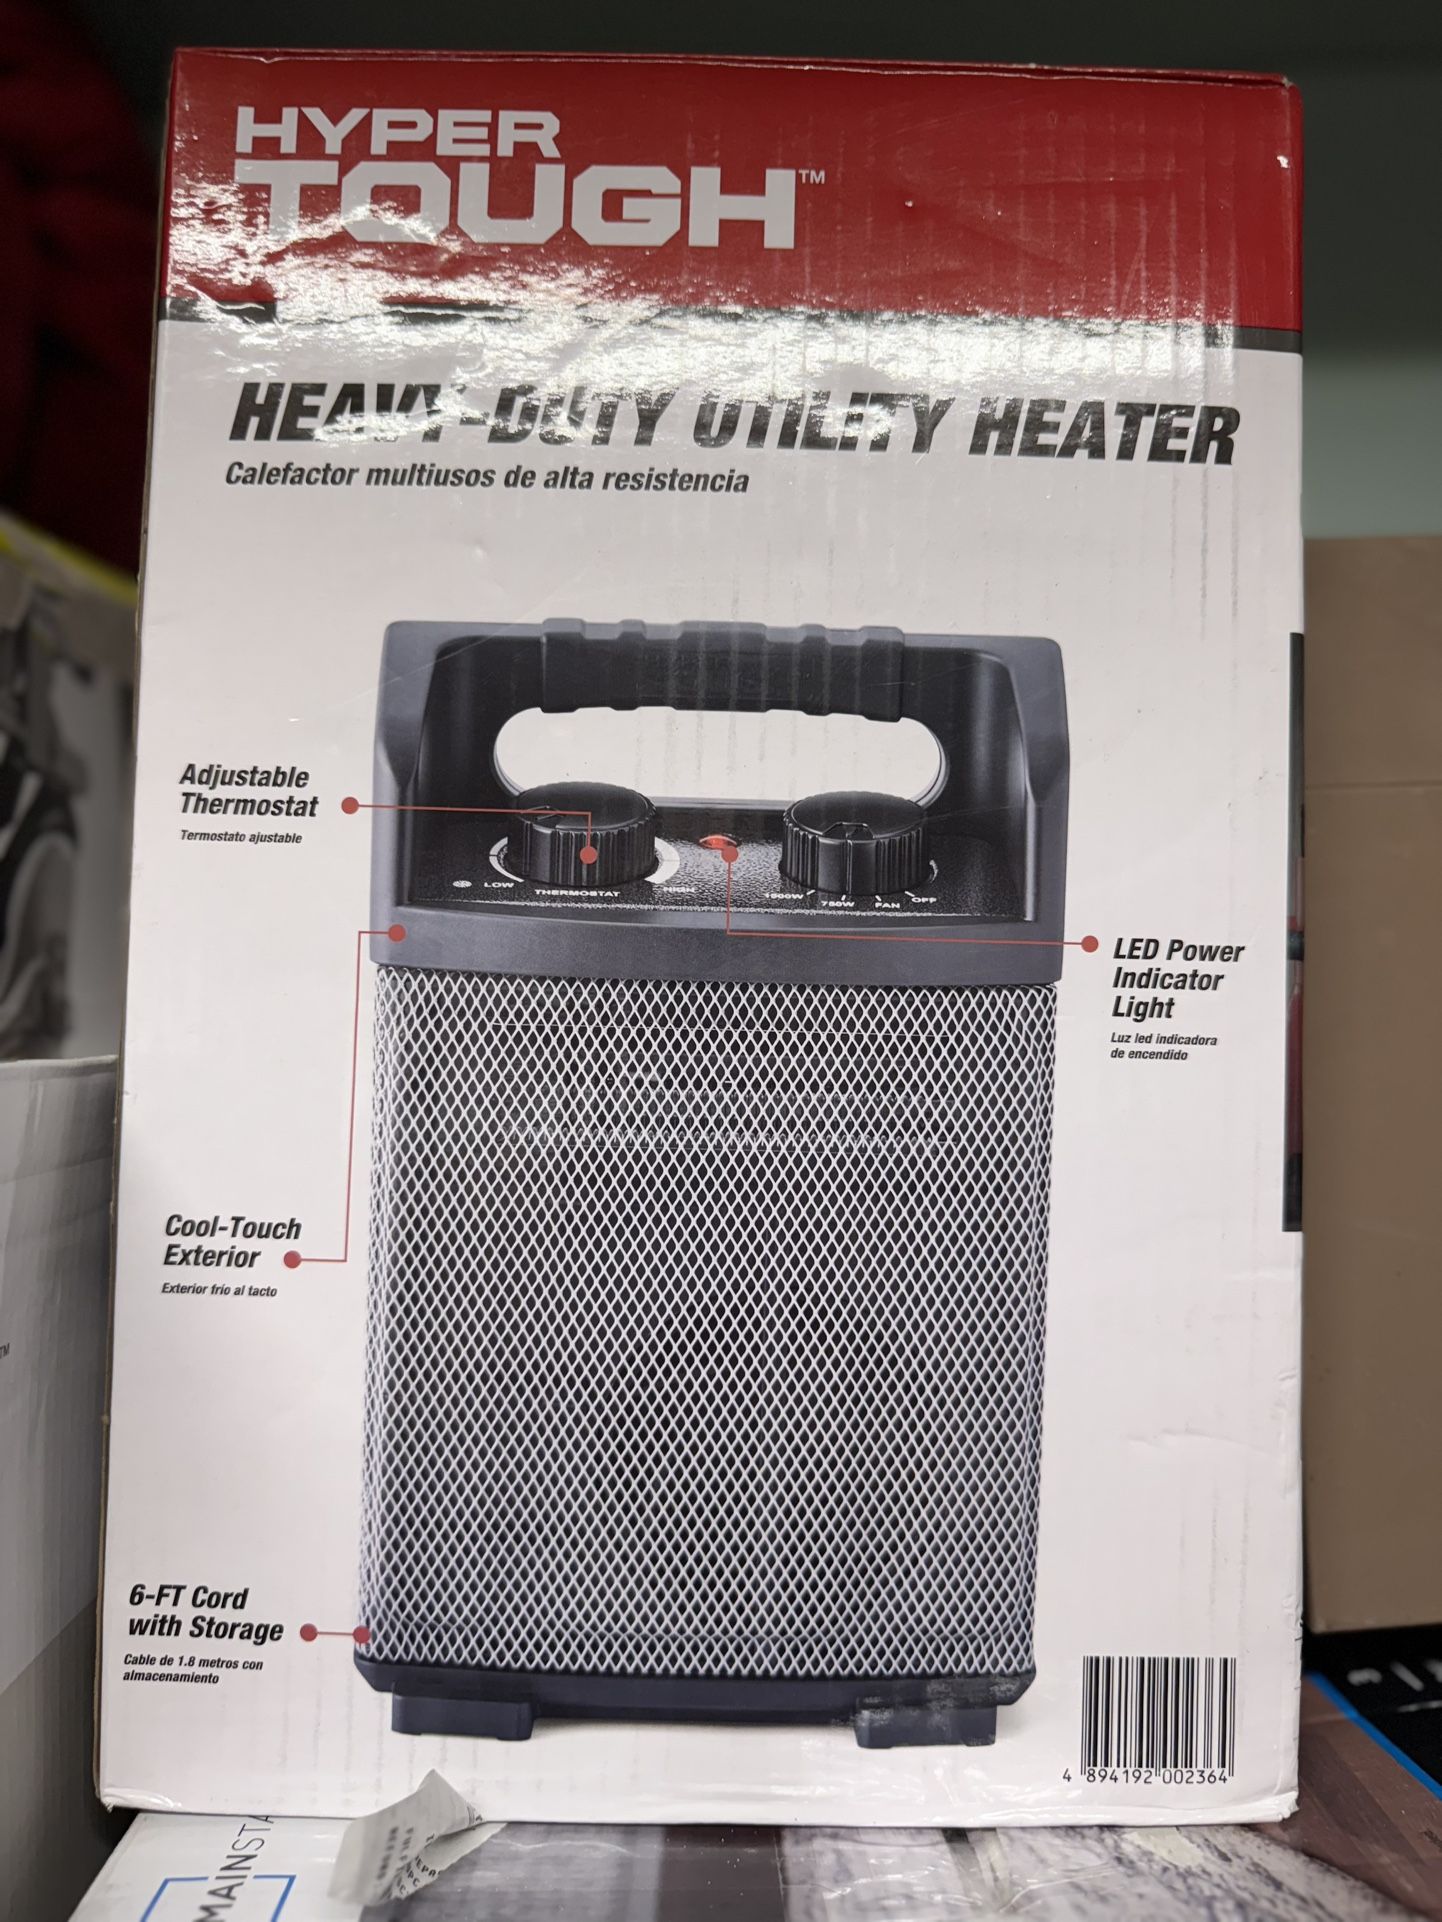 HYPER
TOUGH™
HEAVY-DUTY UTILITY HEATER
Calefactor multiusos de alta resistencia
Adjustable
Thermostat
Termostato ajustable
LOW
THERMOSTAT
HIGH
1500W
750W
FAN
OFF
LED Power
Indicator
Light
Luz led indicadora
de encendido
Cool-Touch
Exterior
Exterior frío al tacto
6-FT Cord
with Storage
Cable de 1.8 metros con
almacenamiento
4 894192 002364
TM
MAINSTA